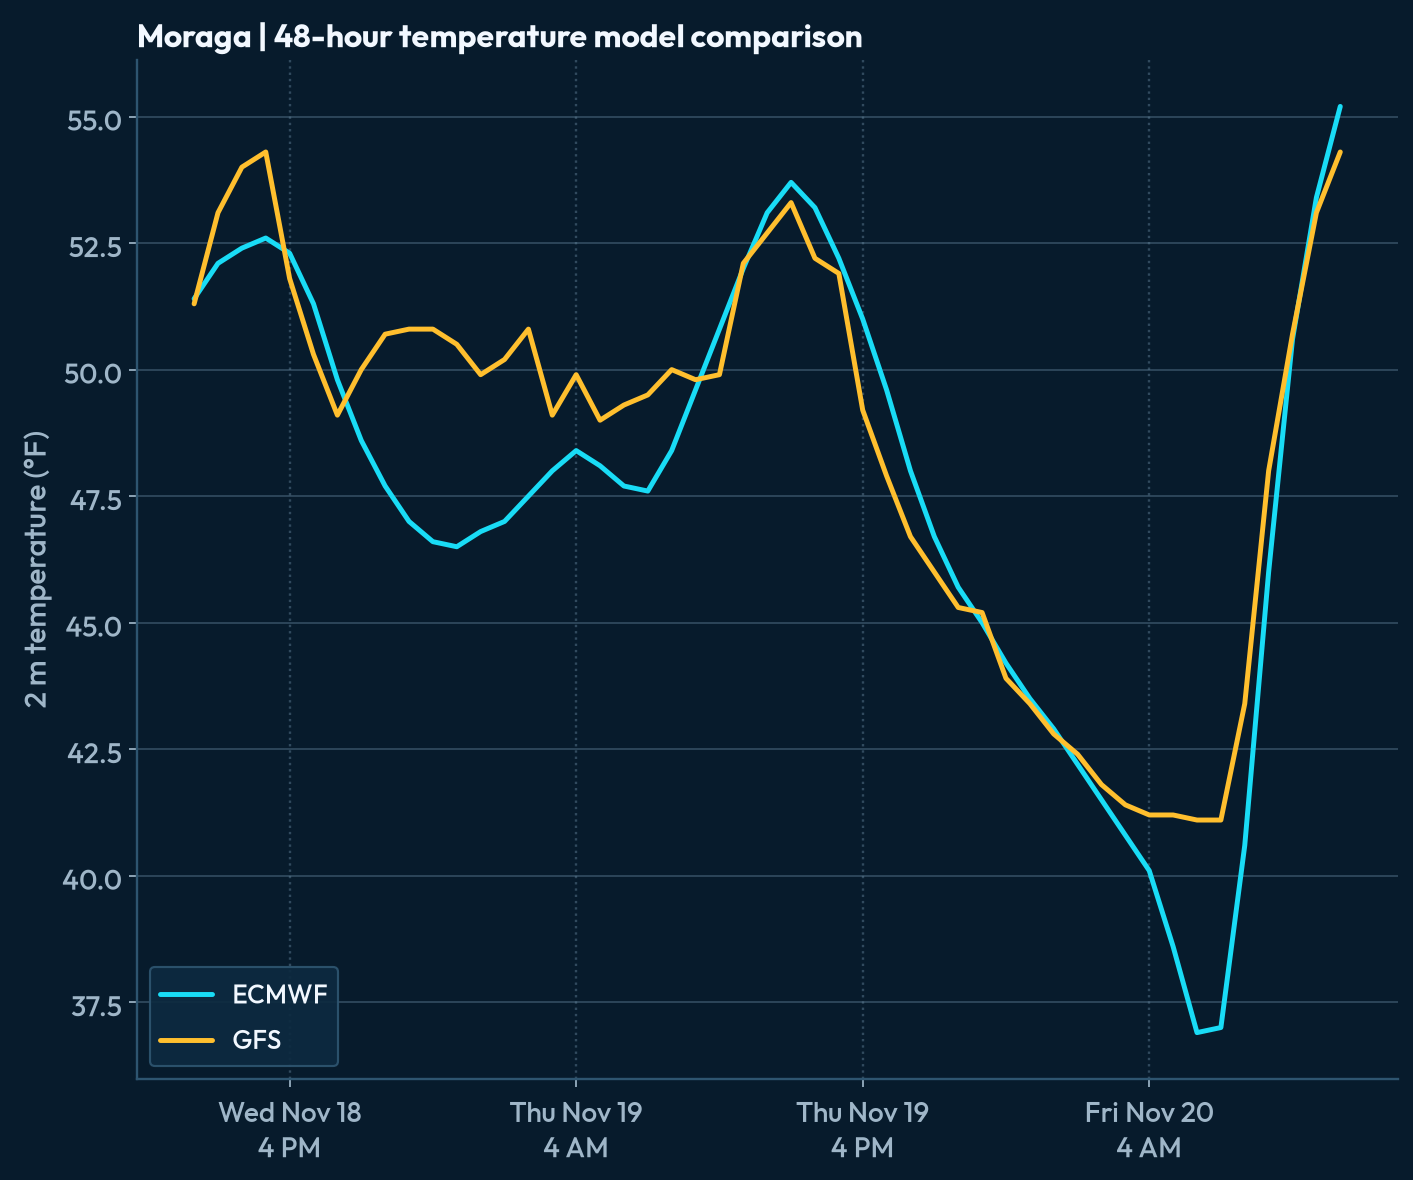 Moraga | 48-hour temperature model comparison
2 m temperature (°F)
55.0
52.5
50.0
47.5
45.0
42.5
40.0
37.5
ECMWF
GFS
Wed Nov 18
4 PM
Thu Nov 19
4 AM
Thu Nov 19
4 PM
Fri Nov 20
4 AM